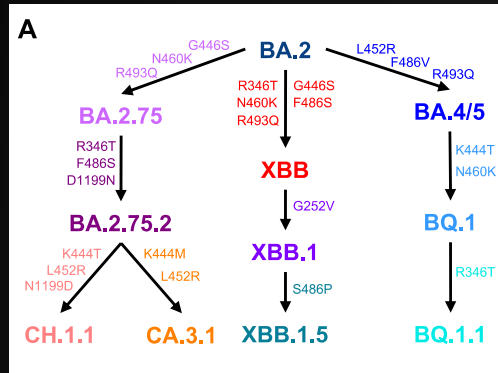 A
BA.2
G446S
N460K
R493Q
R346T G446S
N460K F486S
R493Q
L452R
F486V
R493Q
BA.2.75
XBB
BA.4/5
R346T
F486S
D1199N
G252V
K444T
N460K
BA.2.75.2
XBB.1
BQ.1
K444T
L452R
N1199D
K444M
L452R
S486P
R346T
CH.1.1
CA.3.1
XBB.1.5
BQ.1.1